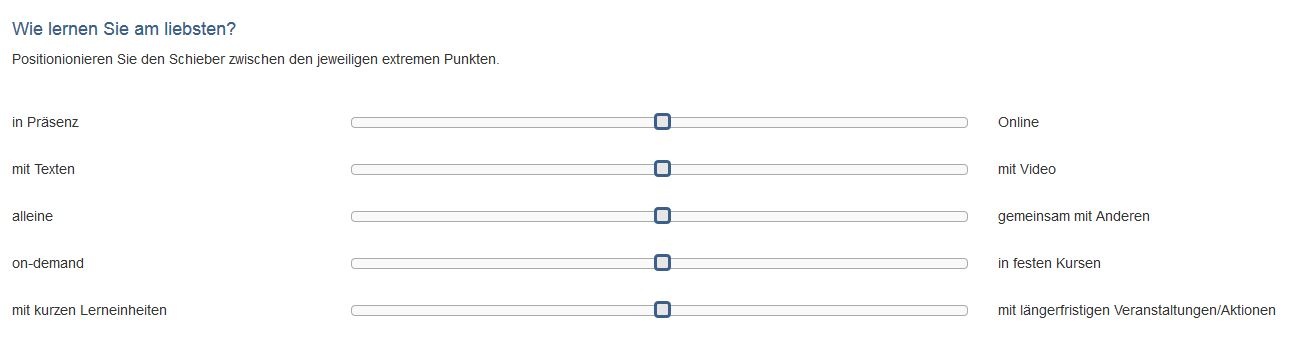 Wie lernen Sie am liebsten?
Positionionieren Sie den Schieber zwischen den jeweiligen extremen Punkten.
in Präsenz Online
mit Texten mit Video
alleine gemeinsam mit Anderen
on-demand in festen Kursen
mit kurzen Lerneinheiten mit längerfristigen Veranstaltungen/Aktionen